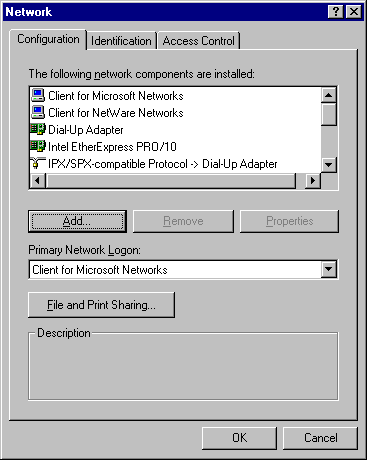 Network
Configuration Identification Access Control
The following network components are installed:
Client for Microsoft Networks
Client for NetWare Networks
Dial-Up Adapter
Intel EtherExpress PRO/10
IPX/SPX-compatible Protocol -> Dial-Up Adapter
Add... Remove Properties
Primary Network Logon:
Client for Microsoft Networks
File and Print Sharing...
Description
OK Cancel